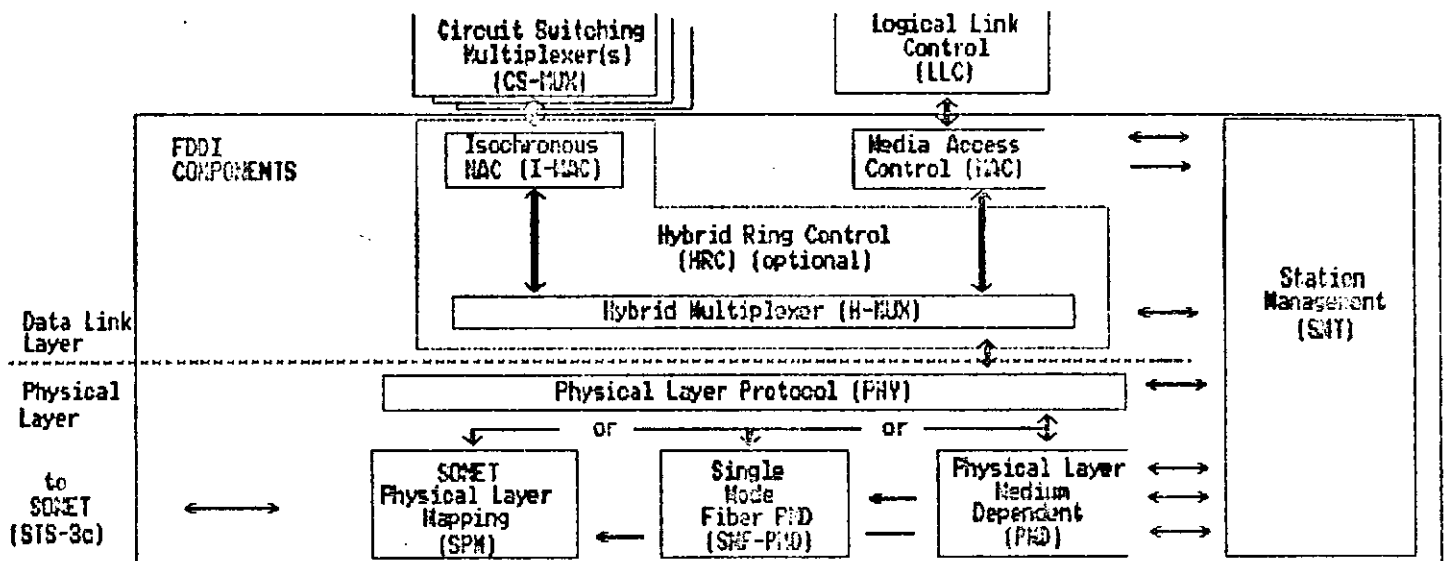 Circuit Switching
Multiplexer(s)
(CS-MUX)
Logical Link
Control
(LLC)
FDDI
COMPONENTS
Isochronous
MAC (I-MAC)
Media Access
Control (MAC)
Hybrid Ring Control
(HRC) (optional)
Hybrid Multiplexer (H-MUX)
Station
Management
(SMT)
Data Link
Layer
Physical
Layer
Physical Layer Protocol (PHY)
or
or
to
SONET
(STS-3c)
SONET
Physical Layer
Mapping
(SPM)
Single
Mode
Fiber PMD
(SMF-PMD)
Physical Layer
Medium
Dependent
(PMD)